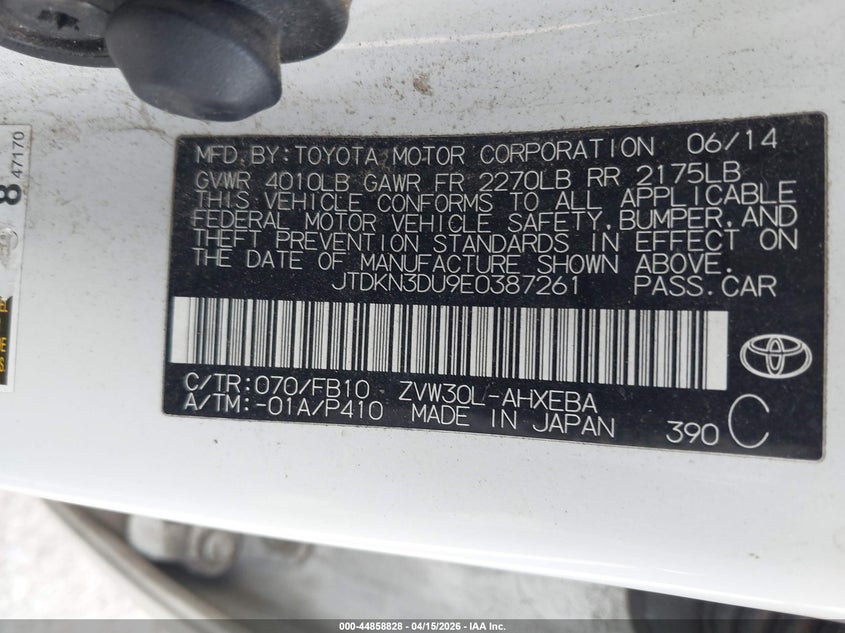 MFD.BY:TOYOTA MOTOR CORPORATION 06/14
GVWR 4010LB GAWR FR 2270LB RR 2175LB
THIS VEHICLE CONFORMS TO ALL APPLICABLE
FEDERAL MOTOR VEHICLE SAFETY,BUMPER,AND
THEFT PREVENTION STANDARDS IN EFFECT ON
THE DATE OF MANUFACTURE SHOWN ABOVE.
JTDKN3DU9E0387261 PASS.CAR
C/TR:070/FB10 ZVW30L-AHXEBA
A/TM:-01A/P410 MADE IN JAPAN 390 C
8 47170
000-44858828 - 04/15/2026 - IAA Inc.